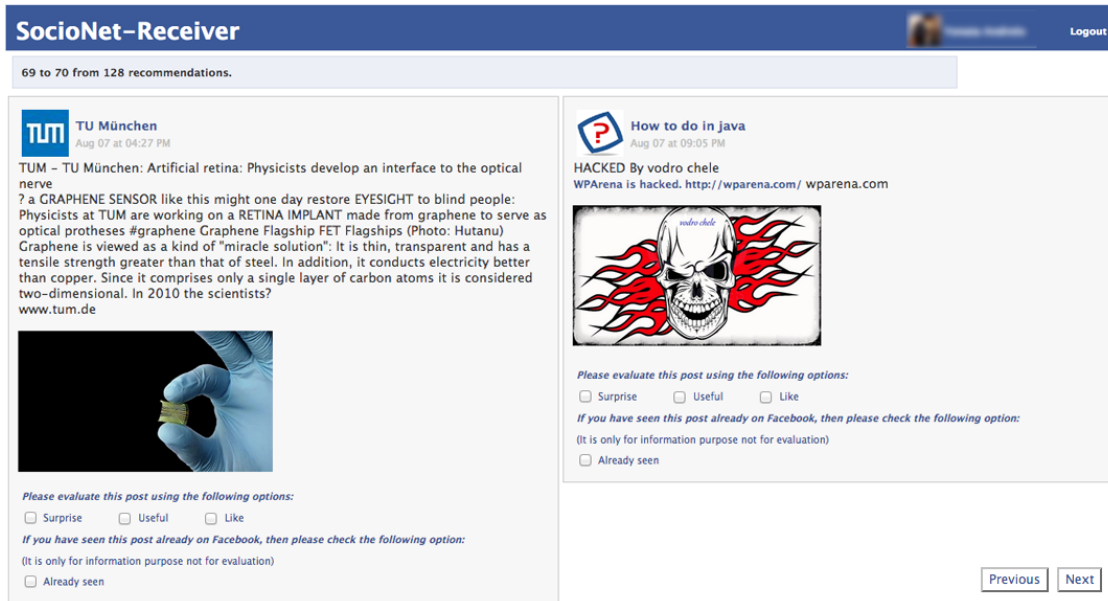 SocioNet-Receiver
Logout
69 to 70 from 128 recommendations.
TUM
TU München
Aug 07 at 04:27 PM
TUM - TU München: Artificial retina: Physicists develop an interface to the optical
nerve
? a GRAPHENE SENSOR like this might one day restore EYESIGHT to blind people:
Physicists at TUM are working on a RETINA IMPLANT made from graphene to serve as
optical protheses #graphene Graphene Flagship FET Flagships (Photo: Hutanu)
Graphene is viewed as a kind of "miracle solution": It is thin, transparent and has a
tensile strength greater than that of steel. In addition, it conducts electricity better
than copper. Since it comprises only a single layer of carbon atoms it is considered
two-dimensional. In 2010 the scientists?
www.tum.de
Please evaluate this post using the following options:
Surprise Useful Like
If you have seen this post already on Facebook, then please check the following option:
(It is only for information purpose not for evaluation)
Already seen
?
How to do in java
Aug 07 at 09:05 PM
HACKED By vodro chele
WPArena is hacked. http://wparena.com/ wparena.com
vodro chele
Please evaluate this post using the following options:
Surprise Useful Like
If you have seen this post already on Facebook, then please check the following option:
(It is only for information purpose not for evaluation)
Already seen
Previous Next